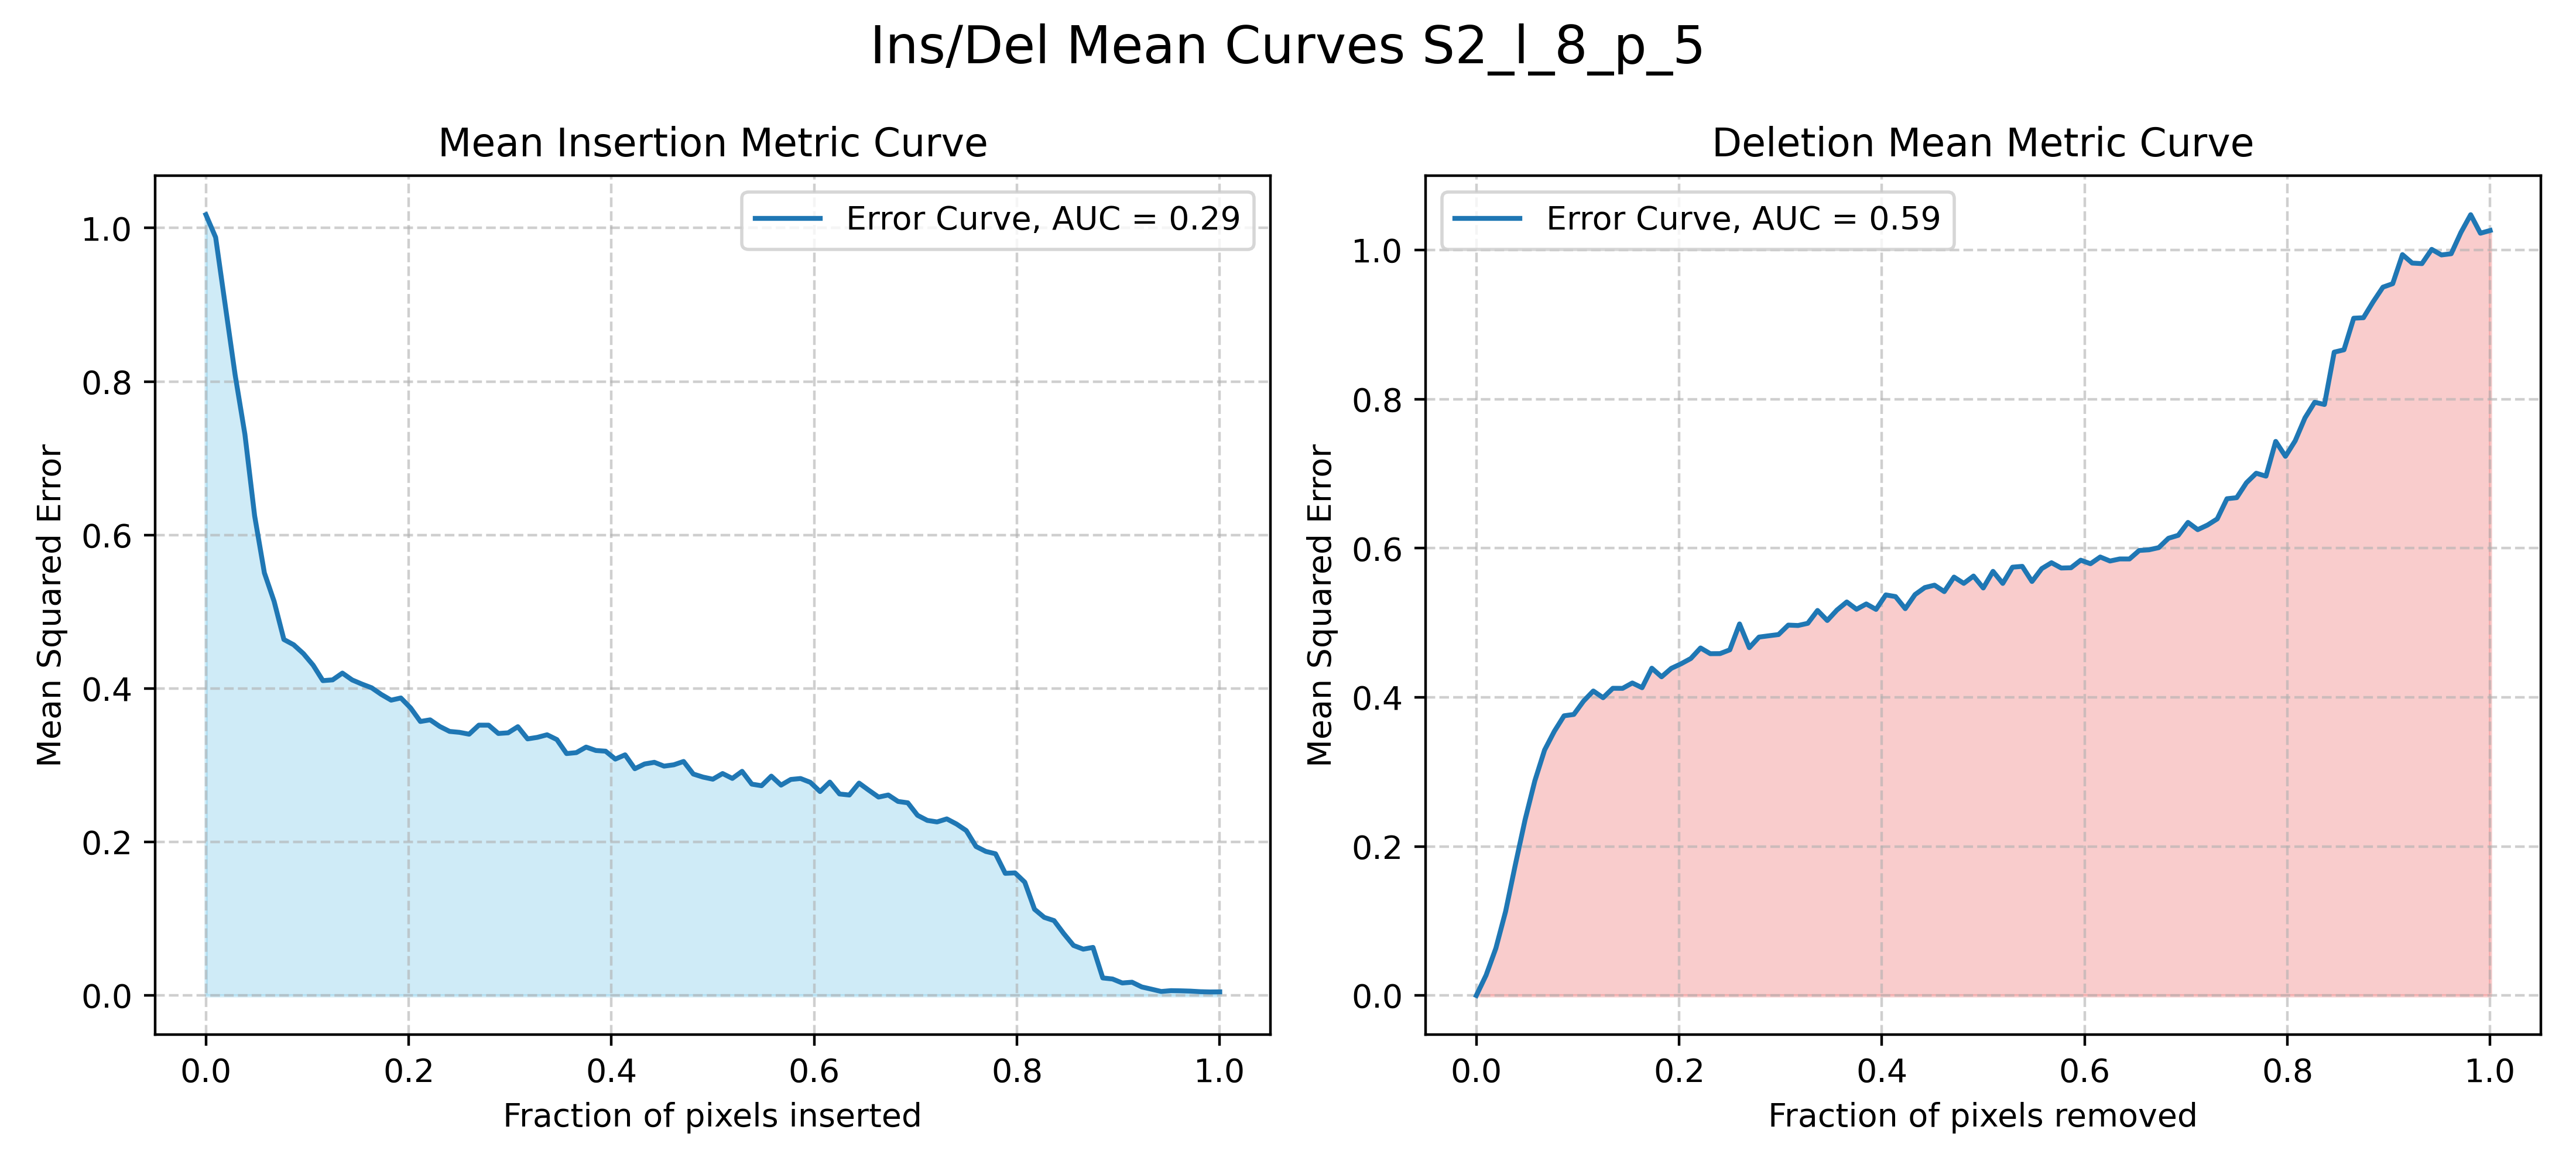 Ins/Del Mean Curves S2_l_8_p_5
Mean Insertion Metric Curve
Error Curve, AUC = 0.29
Mean Squared Error
1.0
0.8
0.6
0.4
0.2
0.0
0.0 0.2 0.4 0.6 0.8 1.0
Fraction of pixels inserted
Deletion Mean Metric Curve
Error Curve, AUC = 0.59
Mean Squared Error
1.0
0.8
0.6
0.4
0.2
0.0
0.0 0.2 0.4 0.6 0.8 1.0
Fraction of pixels removed